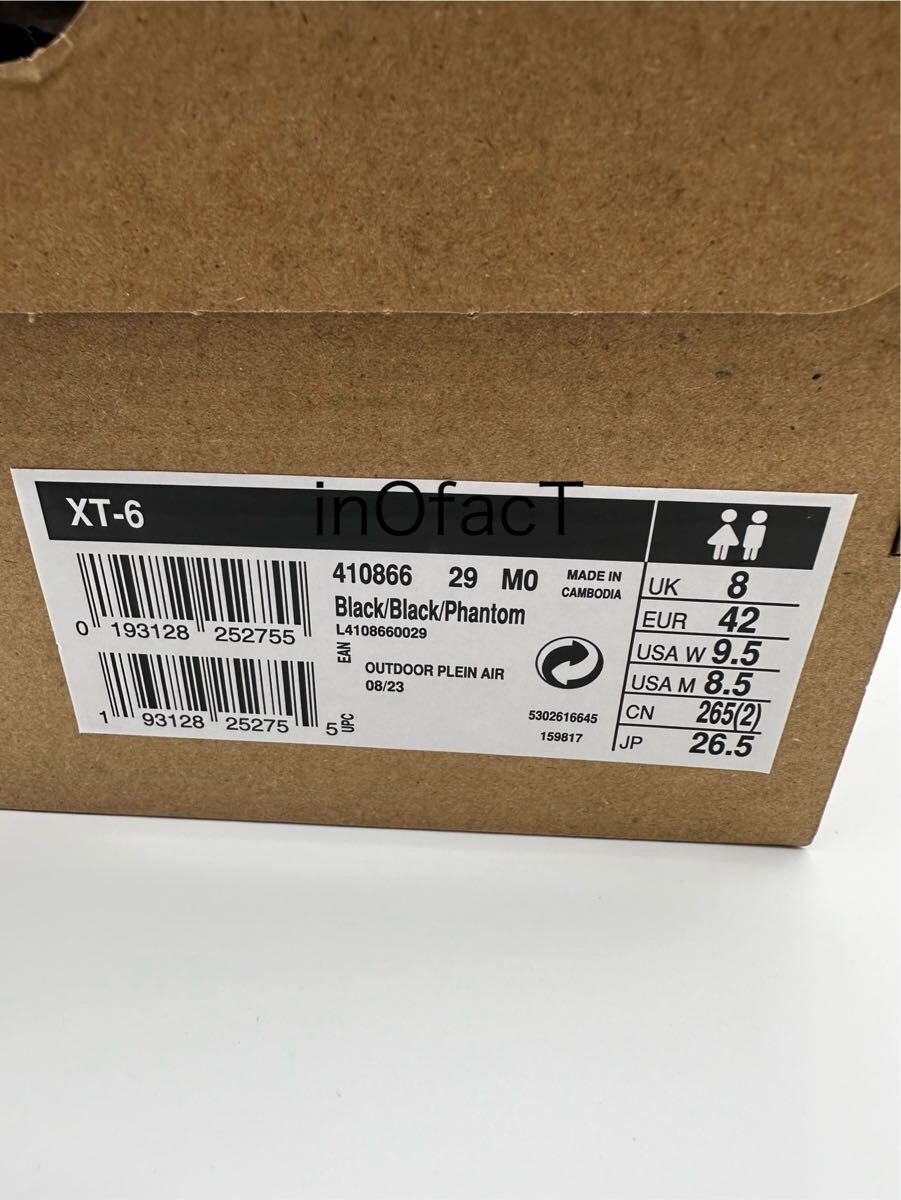 XT-6
inOfacT
0 193128 252755
1 93128 25275 5
EAN
UPC
410866 29 M0
Black/Black/Phantom
L4108660029
OUTDOOR PLEIN AIR
08/23
MADE IN
CAMBODIA
5302616645
159817
UK 8
EUR 42
USA W 9.5
USA M 8.5
CN 265(2)
JP 26.5